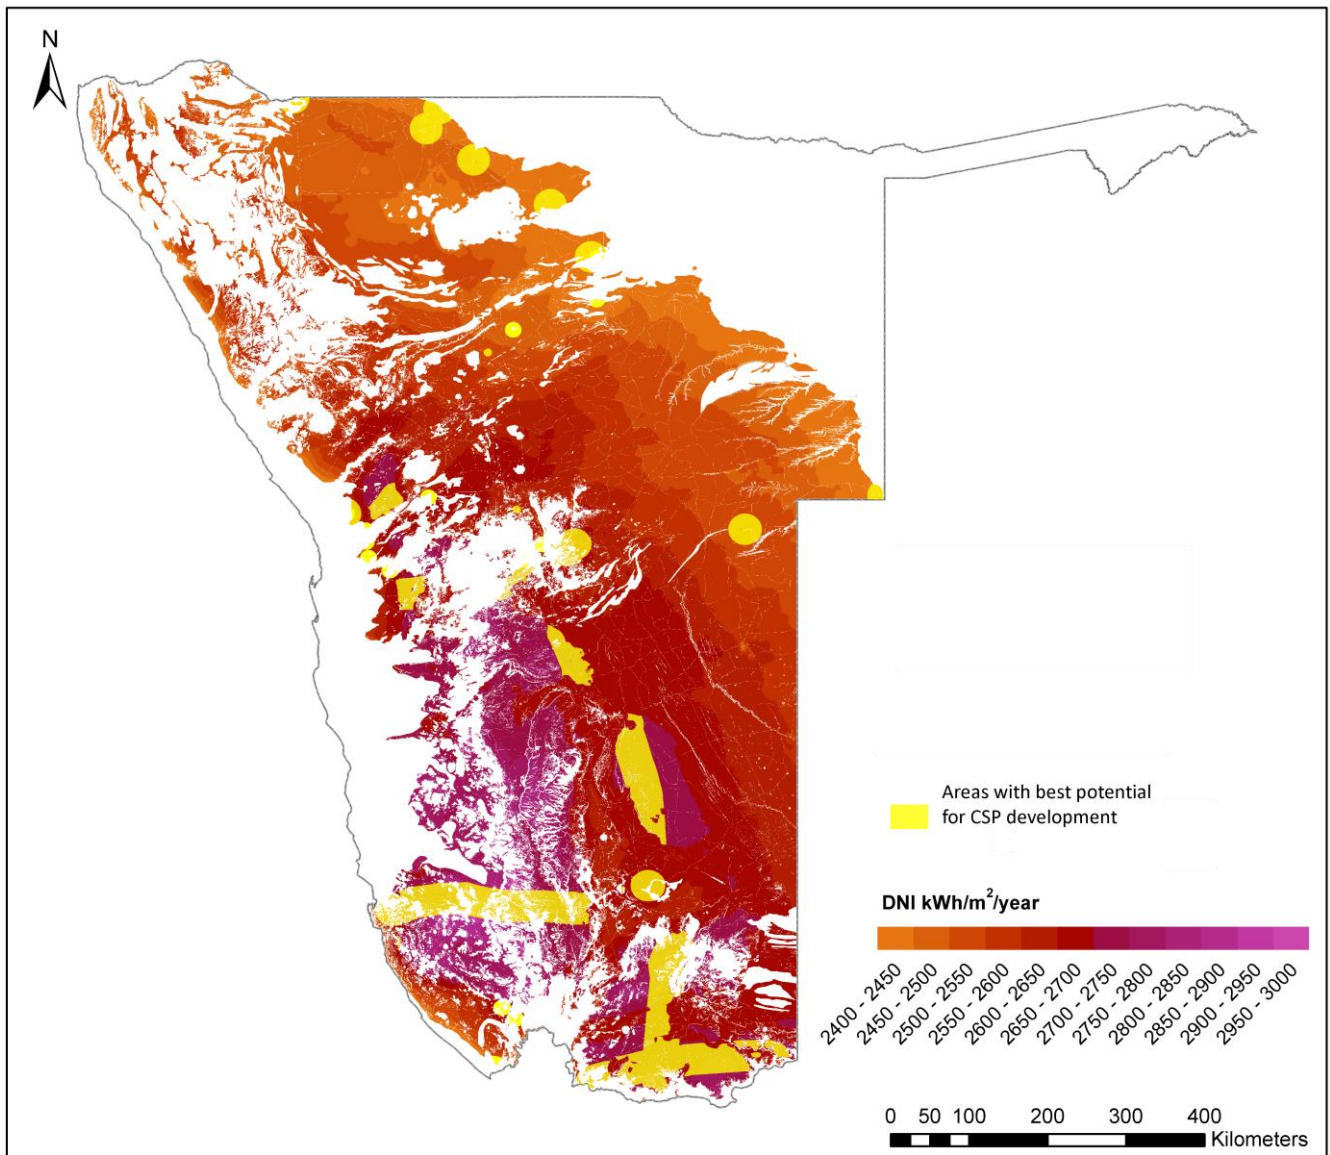 N
Areas with best potential
for CSP development
DNI kWh/m²/year
2400 - 2450
2450 - 2500
2500 - 2550
2550 - 2600
2600 - 2650
2650 - 2700
2700 - 2750
2750 - 2800
2800 - 2850
2850 - 2900
2900 - 2950
2950 - 3000
0 50 100 200 300 400
Kilometers